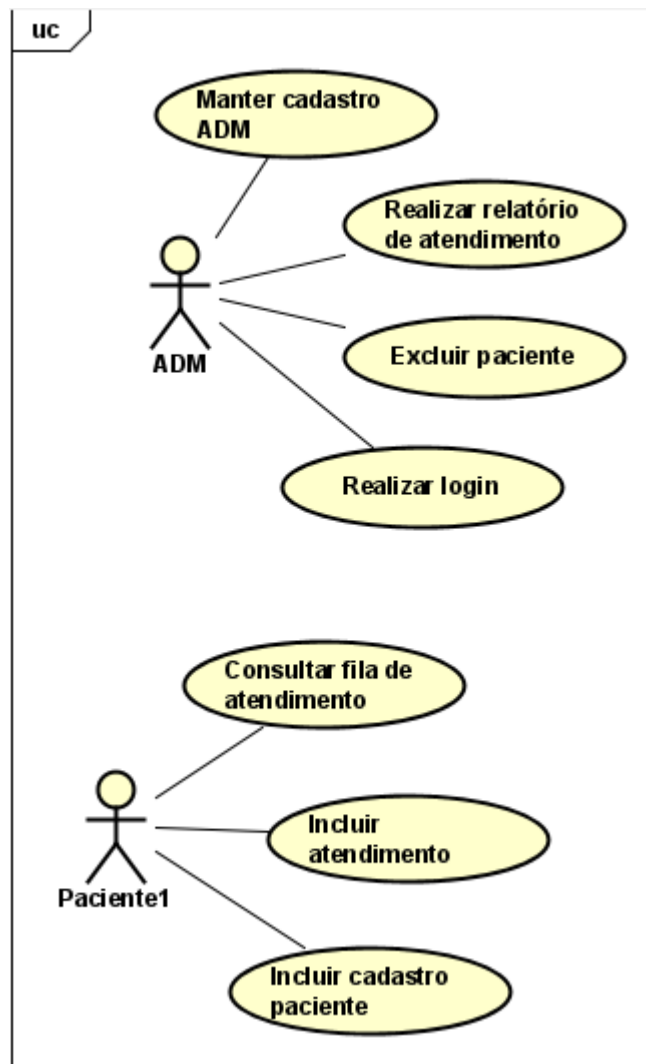 uc
Manter cadastro
ADM
Realizar relatório
de atendimento
ADM
Excluir paciente
Realizar login
Consultar fila de
atendimento
Incluir
atendimento
Paciente1
Incluir cadastro
paciente